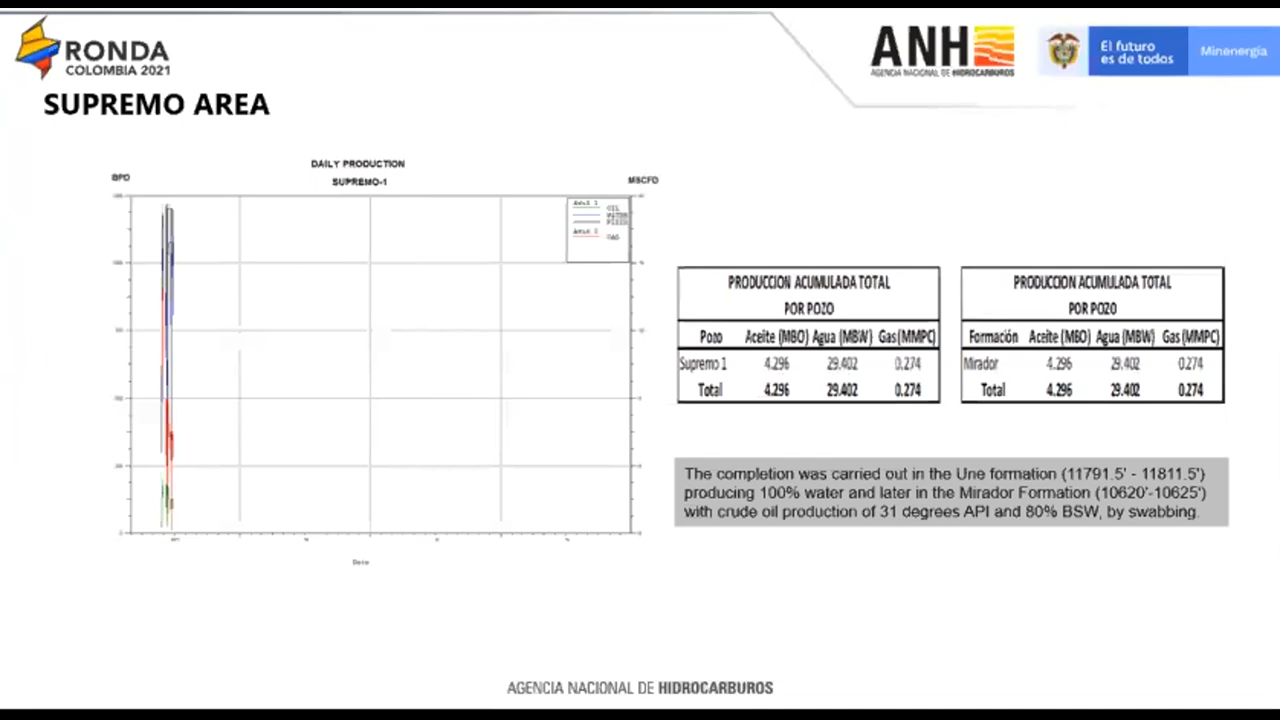 RONDA
COLOMBIA 2021
ANH
AGENCIA NACIONAL DE HIDROCARBUROS
El futuro
es de todos
Minenergía
SUPREMO AREA
DAILY PRODUCTION
SUPREMO-1
BPD
MSCFD
OIL
WATER
GAS
PRODUCCION ACUMULADA TOTAL
POR POZO
Pozo Aceite (MBO) Agua (MBW) Gas (MMPC)
Supremo 1 4.296 29.402 0.274
Total 4.296 29.402 0.274
PRODUCCION ACUMULADA TOTAL
POR POZO
Formación Aceite (MBO) Agua (MBW) Gas (MMPC)
Mirador 4.296 29.402 0.274
Total 4.296 29.402 0.274
The completion was carried out in the Une formation (11791.5' - 11811.5')
producing 100% water and later in the Mirador Formation (10620'-10625')
with crude oil production of 31 degrees API and 80% BSW, by swabbing.
AGENCIA NACIONAL DE HIDROCARBUROS